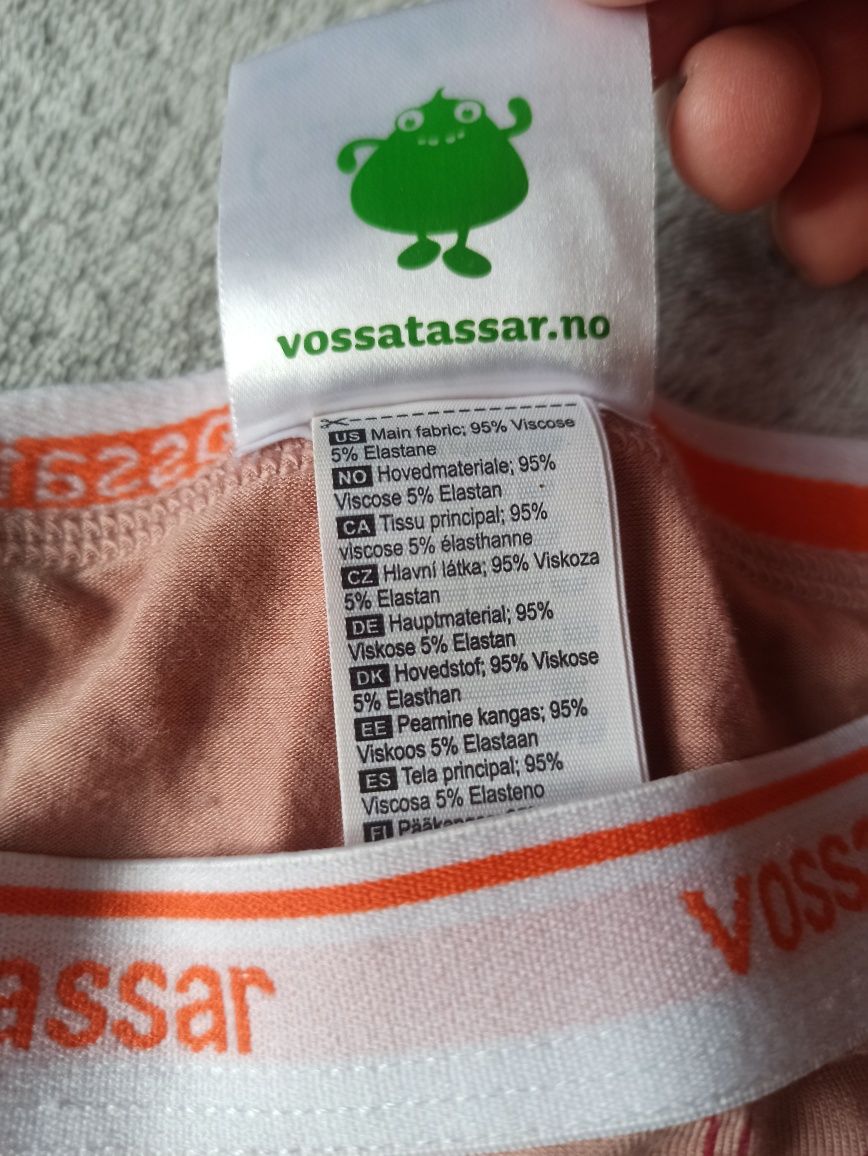 vossatassar.no
US Main fabric; 95% Viscose
5% Elastane
NO Hovedmateriale; 95%
Viscose 5% Elastan
CA Tissu principal; 95%
viscose 5% élasthanne
CZ Hlavní látka; 95% Viskoza
5% Elastan
DE Hauptmaterial; 95%
Viskose 5% Elastan
DK Hovedstof; 95% Viskose
5% Elasthan
EE Peamine kangas; 95%
Viskoos 5% Elastaan
ES Tela principal; 95%
Viscosa 5% Elasteno
FI
assar
voss